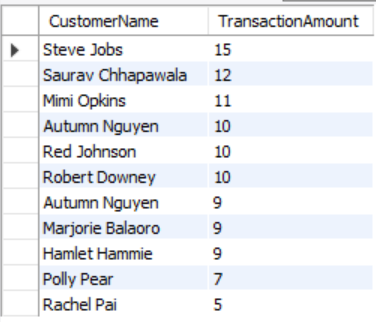 CustomerName TransactionAmount
Steve Jobs 15
Saurav Chhapawala 12
Mimi Opkins 11
Autumn Nguyen 10
Red Johnson 10
Robert Downey 10
Autumn Nguyen 9
Marjorie Balaoro 9
Hamlet Hammie 9
Polly Pear 7
Rachel Pai 5